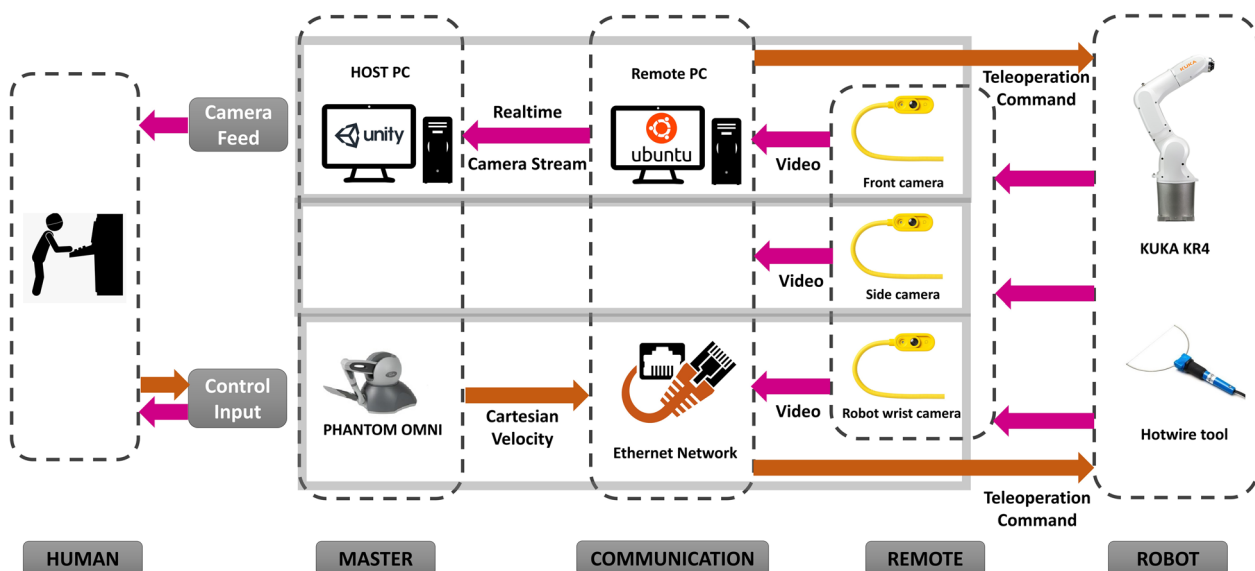 HOST PC
Remote PC
Teleoperation
Command
KUKA
Camera
Feed
Realtime
unity
ubuntu
Camera Stream
Video
Front camera
KUKA KR4
Video
Side camera
Control
Input
PHANTOM OMNI
Cartesian
Velocity
Ethernet Network
Video
Robot wrist camera
Hotwire tool
Teleoperation
Command
HUMAN
MASTER
COMMUNICATION
REMOTE
ROBOT